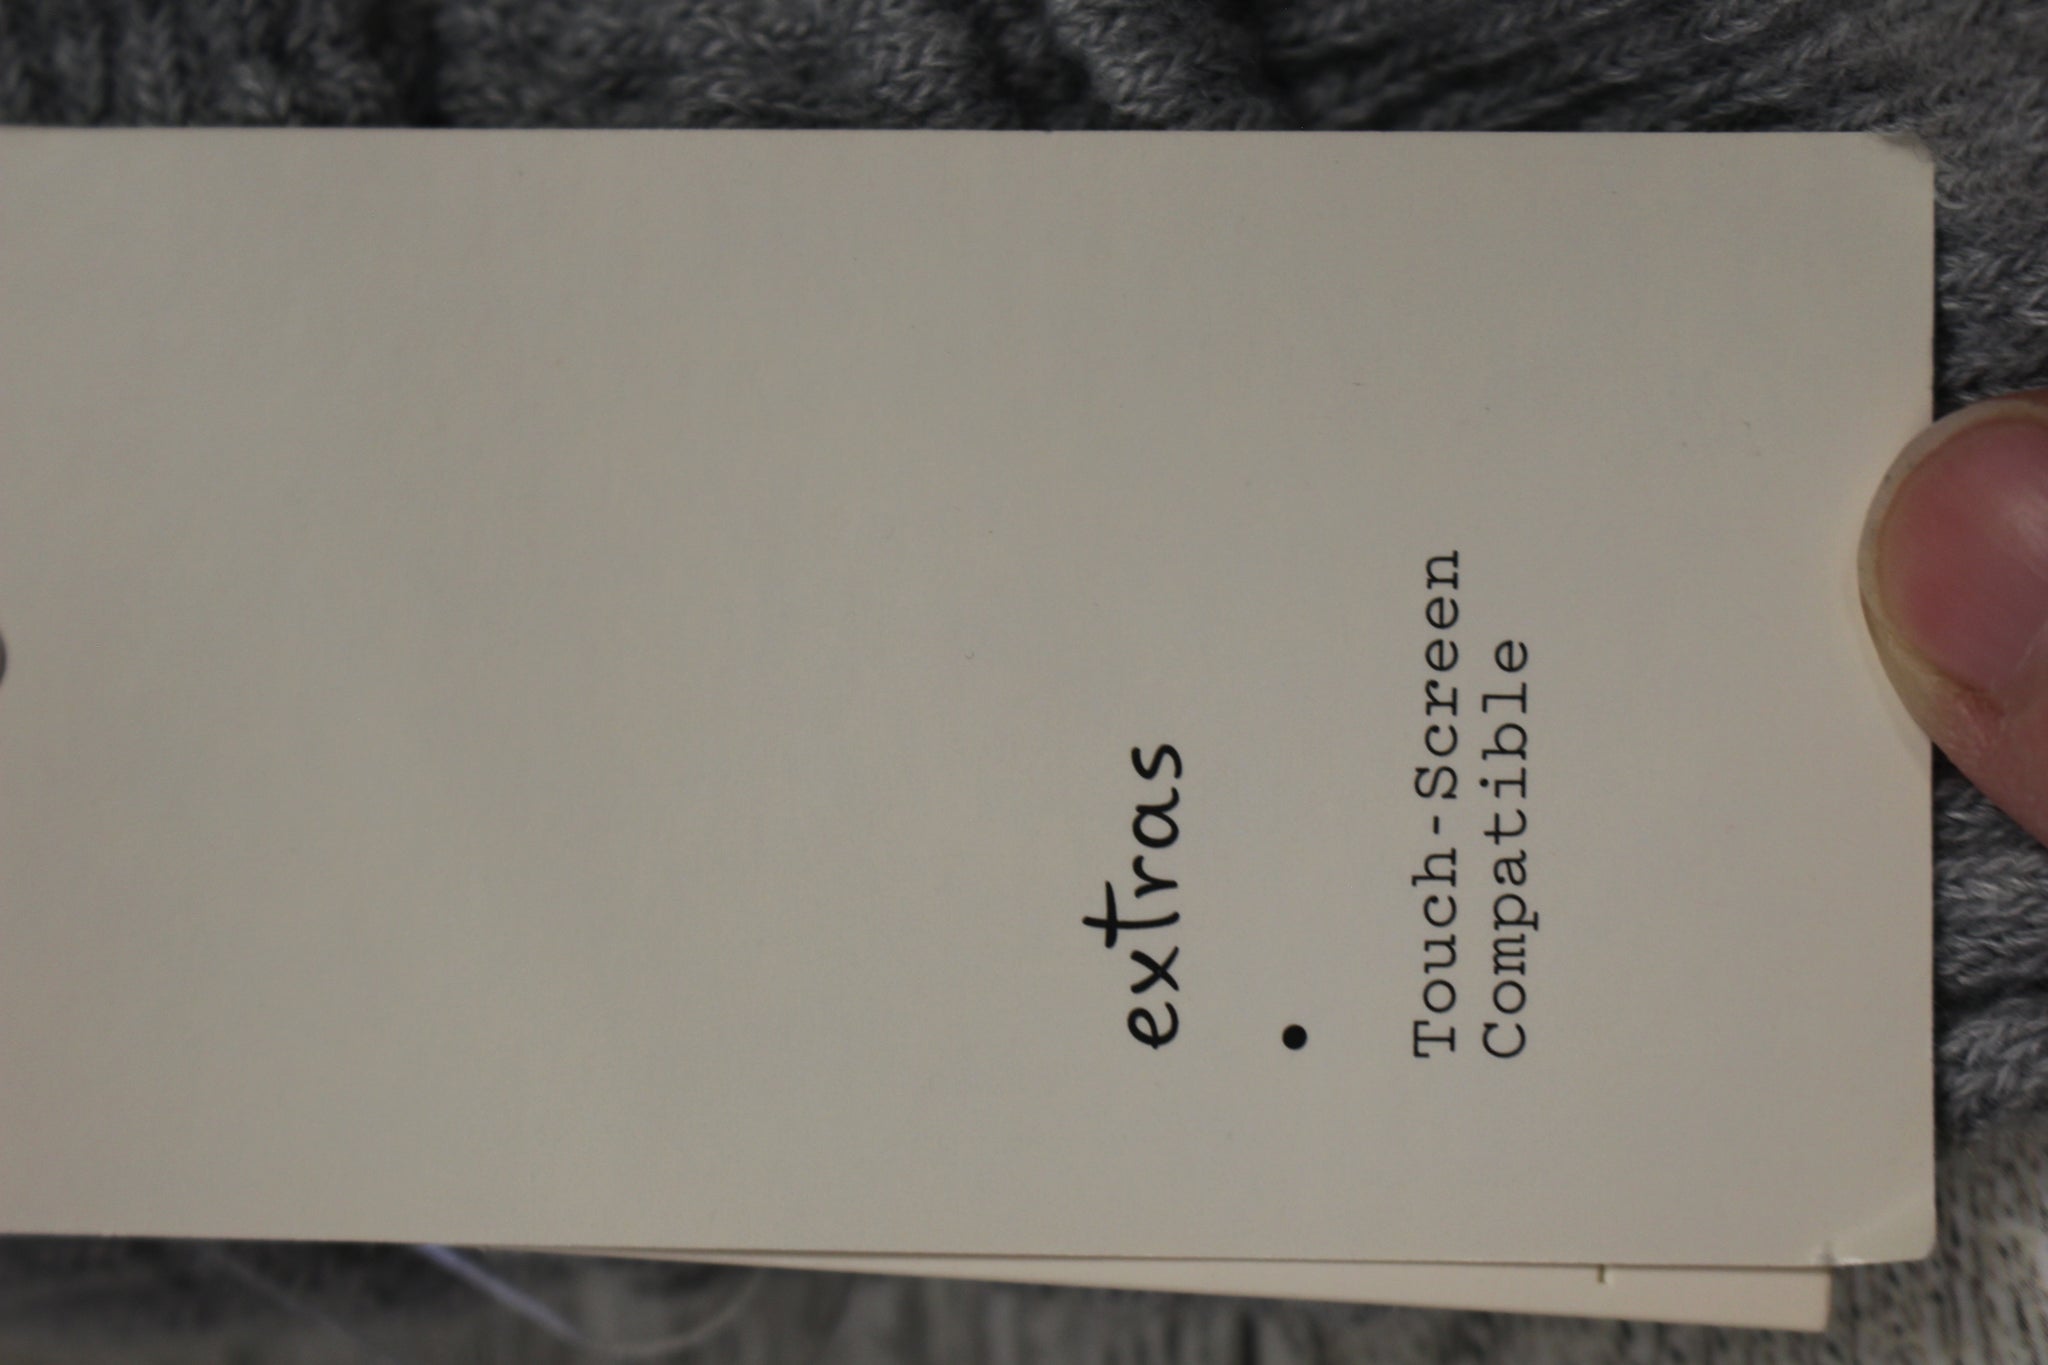 extras
•
Touch-Screen
Compatible